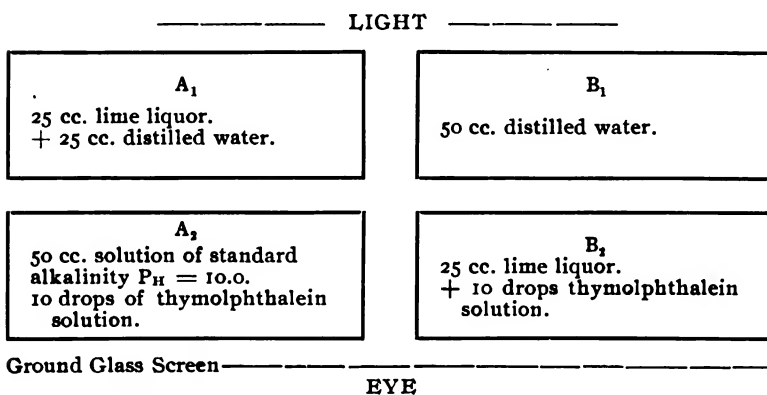 LIGHT
A₁
25 cc. lime liquor.
+ 25 cc. distilled water.
B₁
50 cc. distilled water.
A₂
50 cc. solution of standard
alkalinity Pʜ = 10.0.
10 drops of thymolphthalein
solution.
B₂
25 cc. lime liquor.
+ 10 drops thymolphthalein
solution.
Ground Glass Screen
EYE